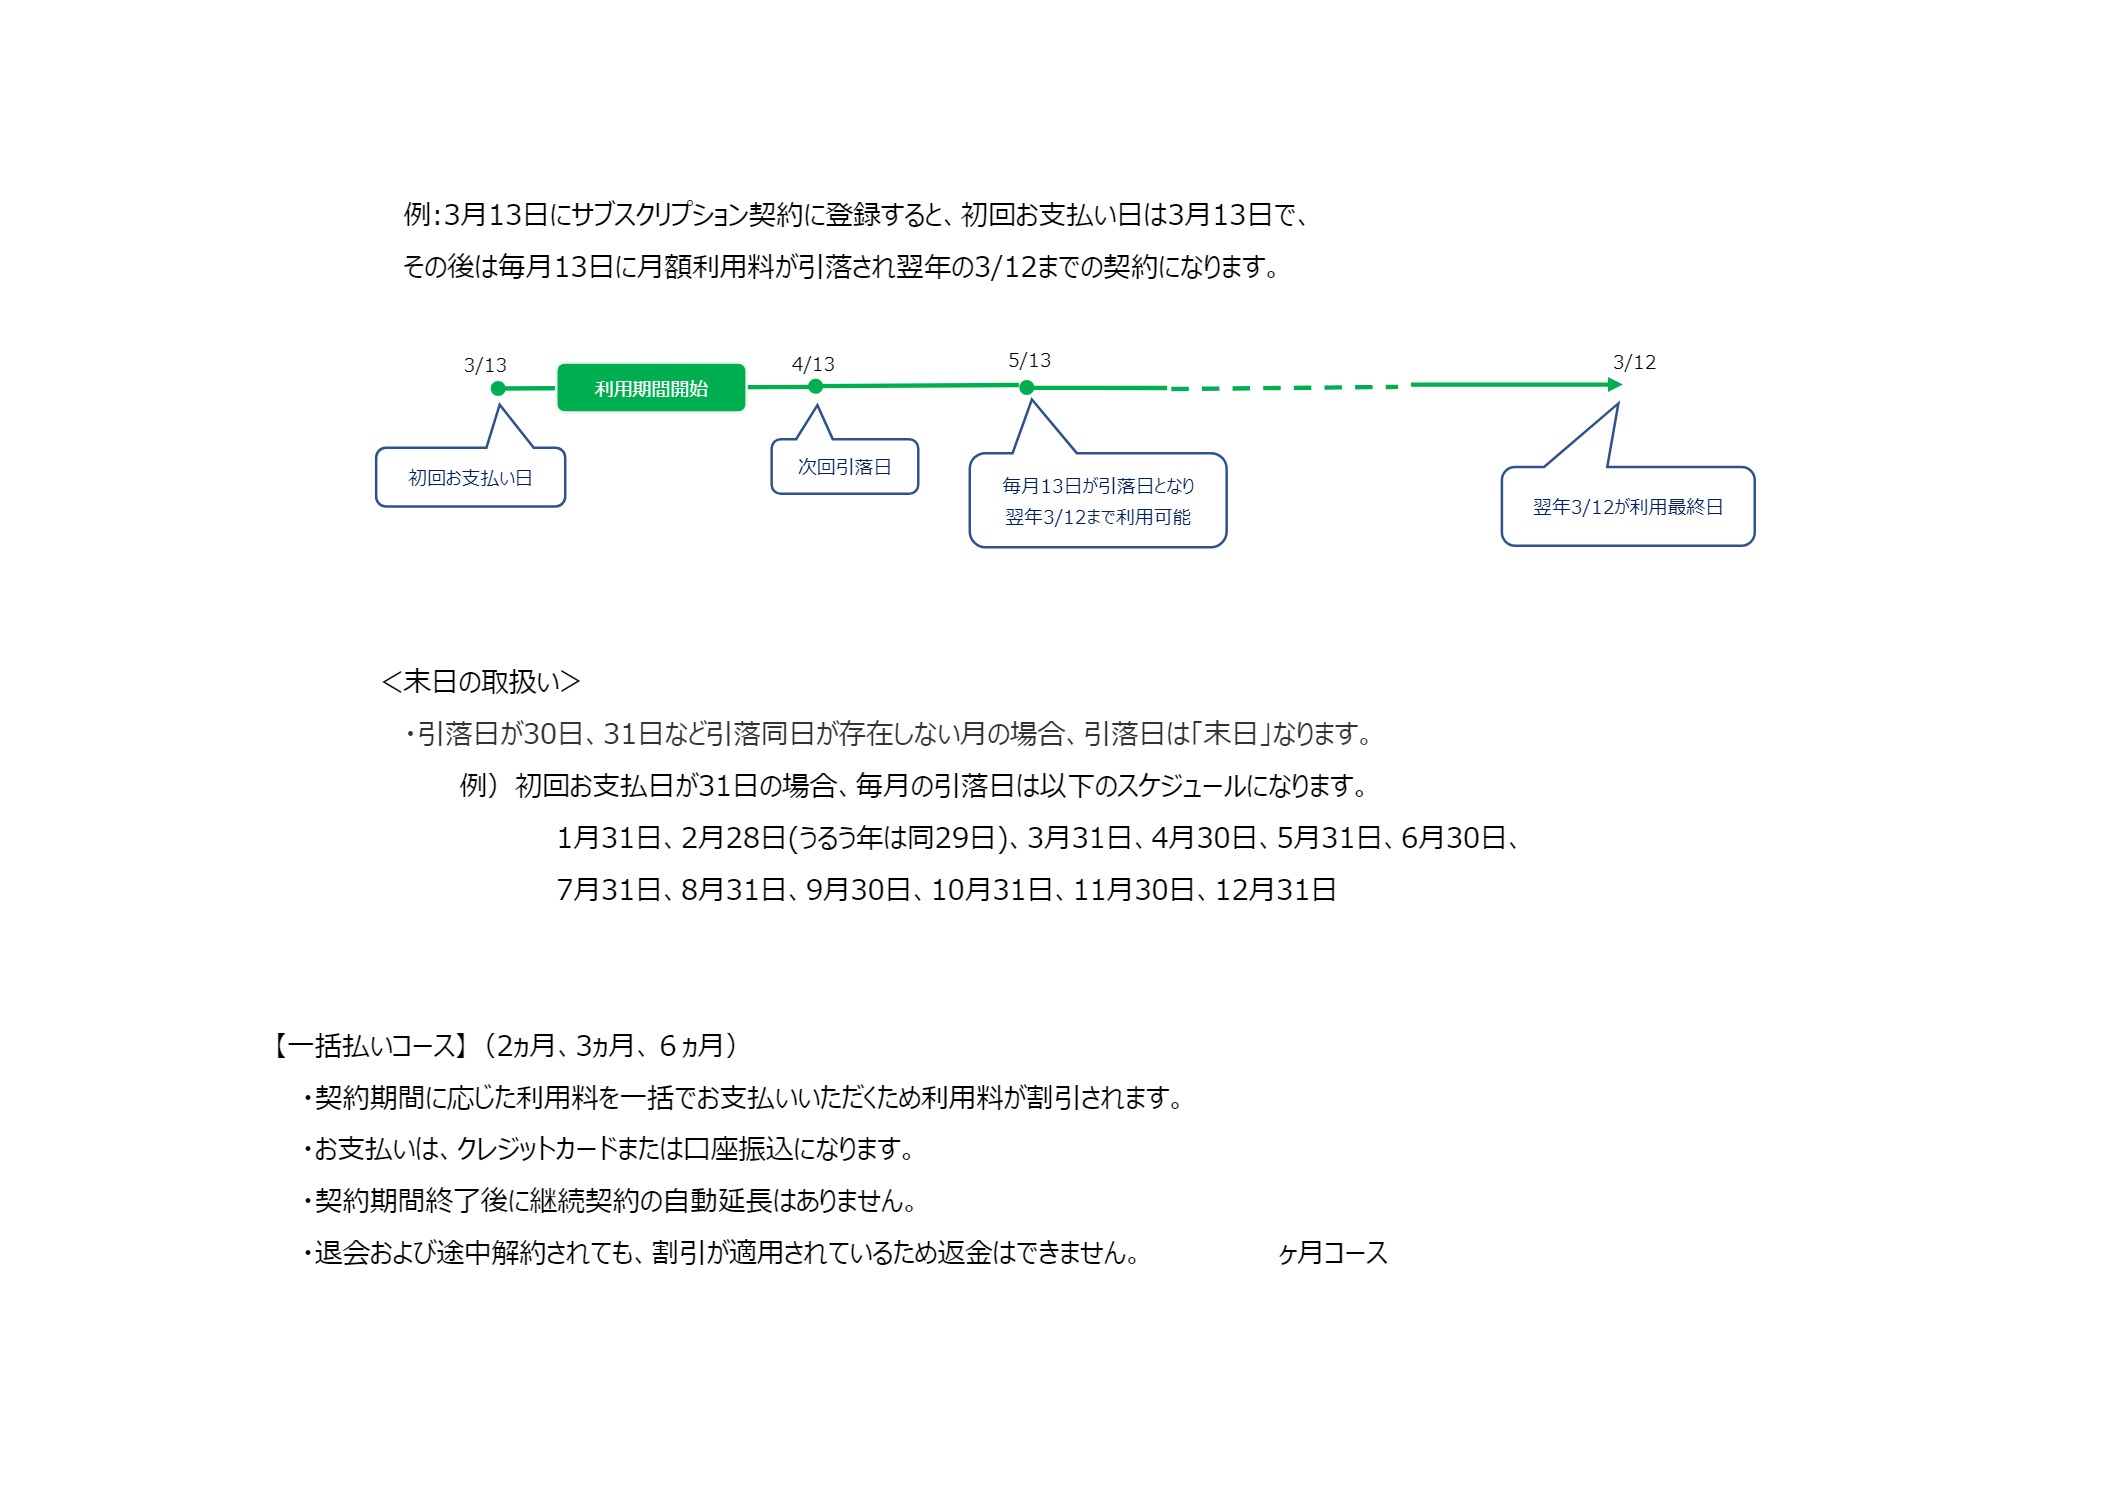 例:3月13日にサブスクリプション契約に登録すると、初回お支払い日は3月13日で、
その後は毎月13日に月額利用料が引落され翌年の3/12までの契約になります。
3/13
利用期間開始
4/13
5/13
3/12
初回お支払い日
次回引落日
毎月13日が引落日となり
翌年3/12まで利用可能
翌年3/12が利用最終日
＜末日の取扱い＞
・引落日が30日、31日など引落同日が存在しない月の場合、引落日は「末日」なります。
例） 初回お支払日が31日の場合、毎月の引落日は以下のスケジュールになります。
1月31日、2月28日(うるう年は同29日)、3月31日、4月30日、5月31日、6月30日、
7月31日、8月31日、9月30日、10月31日、11月30日、12月31日
【一括払いコース】（2ヵ月、3ヵ月、６ヵ月）
・契約期間に応じた利用料を一括でお支払いいただくため利用料が割引されます。
・お支払いは、クレジットカードまたは口座振込になります。
・契約期間終了後に継続契約の自動延長はありません。
・退会および途中解約されても、割引が適用されているため返金はできません。 ヶ月コース